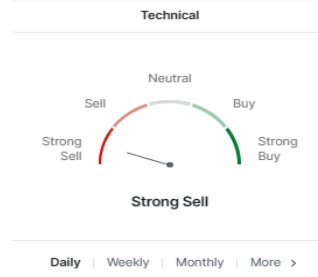 Technical
Neutral
Sell
Buy
Strong
Sell
Strong
Buy
Strong Sell
Daily | Weekly | Monthly | More >